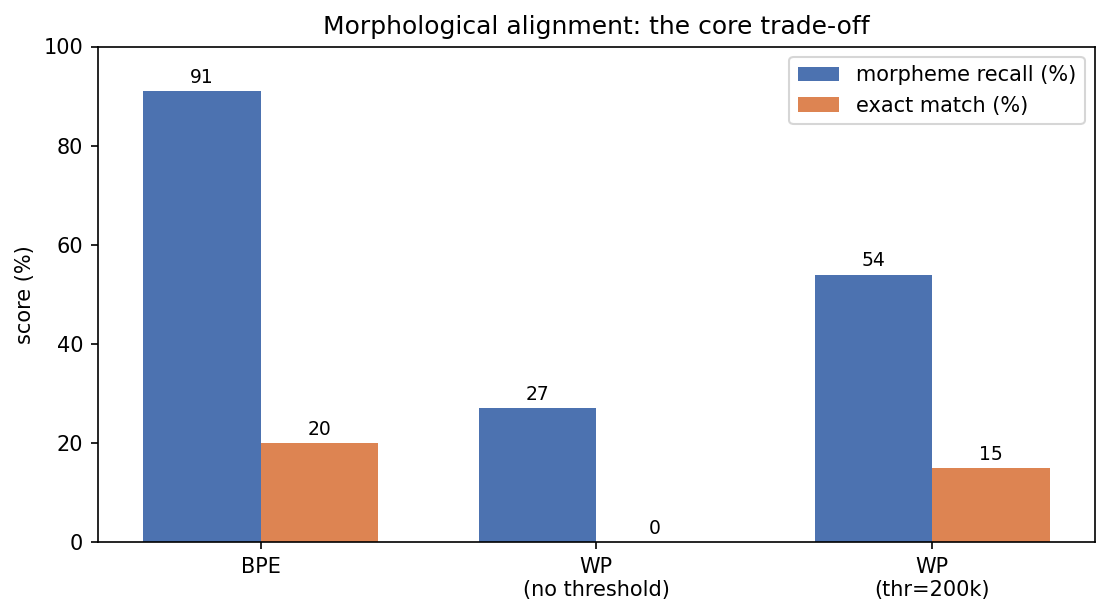 Morphological alignment: the core trade-off
morpheme recall (%)
exact match (%)
score (%)
100
80
60
40
20
0
91
20
27
0
54
15
BPE
WP
(no threshold)
WP
(thr=200k)